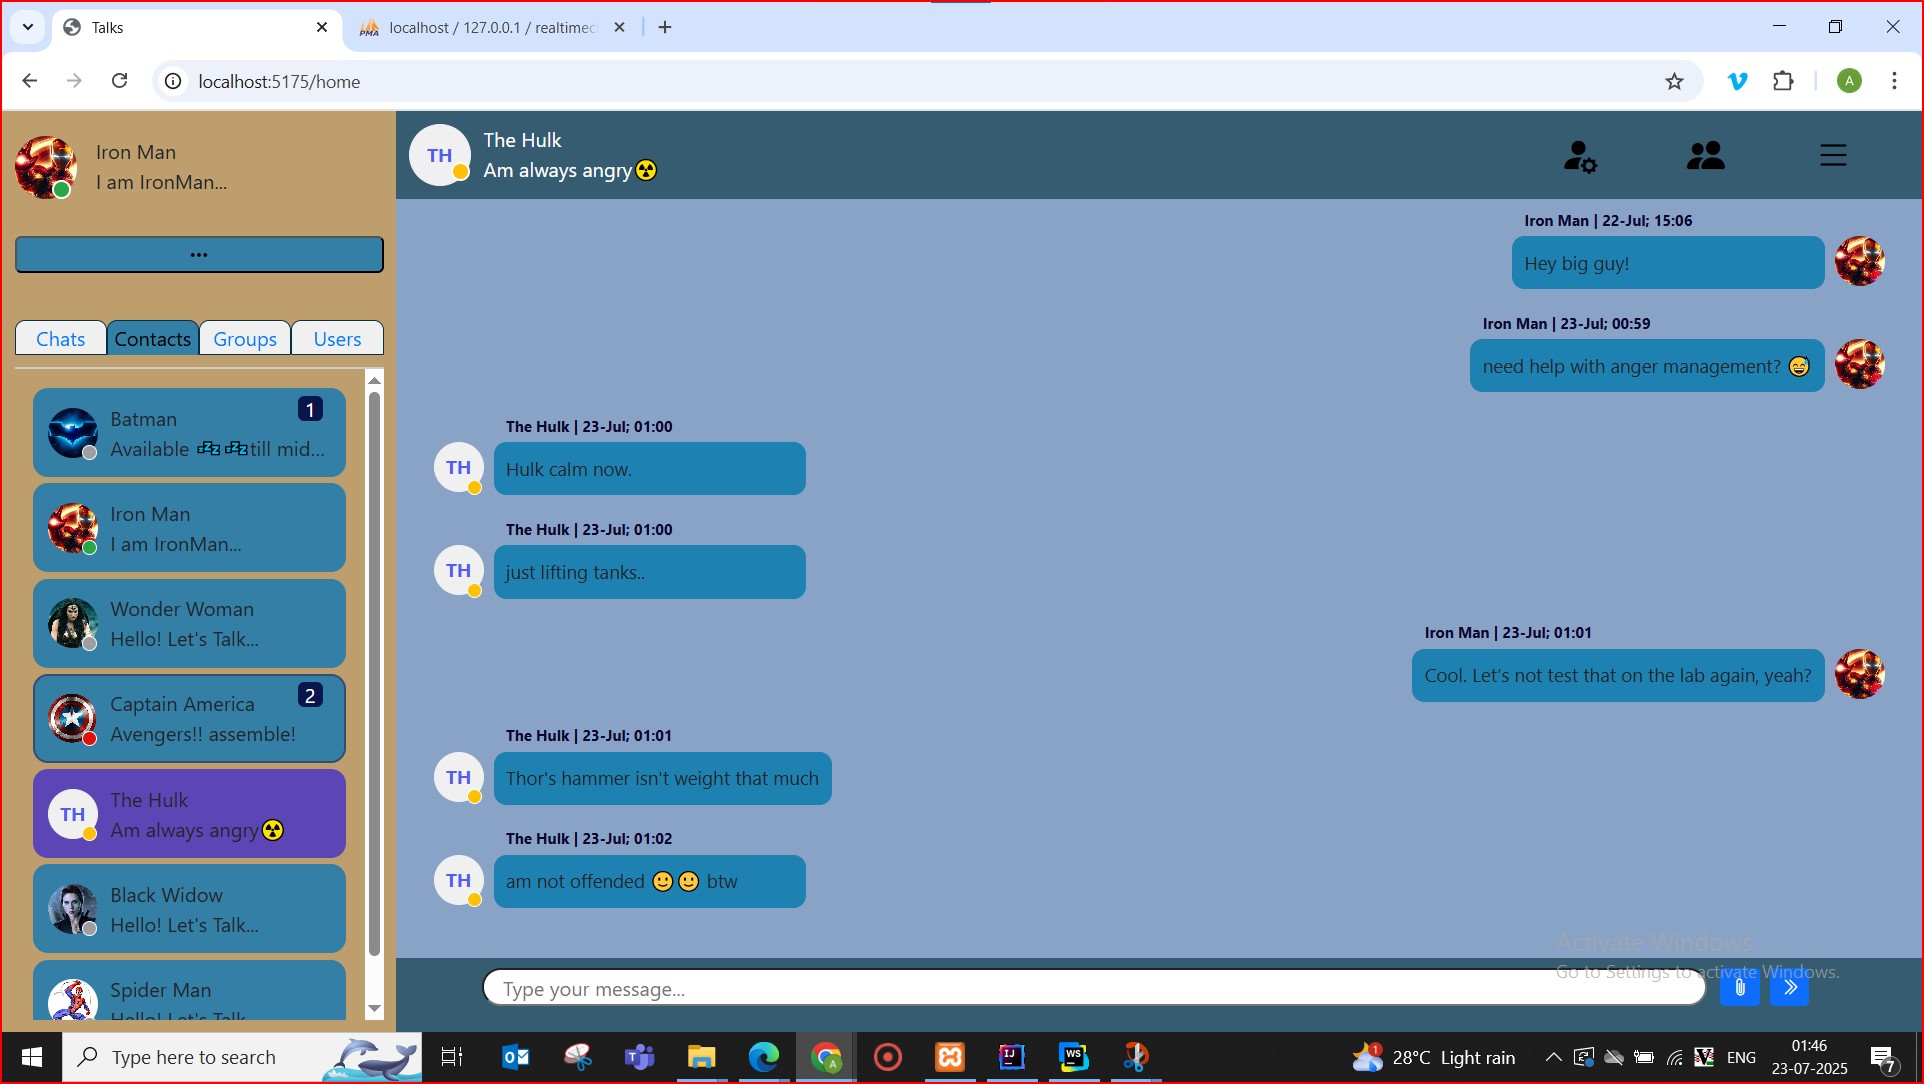 Talks
PMA
localhost / 127.0.0.1 / realtimec
localhost:5175/home
A
Iron Man
I am IronMan...
...
Chats Contacts Groups Users
Batman
1
Available 💤 💤till mid...
Iron Man
I am IronMan...
Wonder Woman
Hello! Let's Talk...
Captain America
2
Avengers!! assemble!
TH
The Hulk
Am always angry☢
Black Widow
Hello! Let's Talk...
Spider Man
Hello! Let's Talk
TH
The Hulk
Am always angry☢
Iron Man | 22-Jul; 15:06
Hey big guy!
Iron Man | 23-Jul; 00:59
need help with anger management? 😅
The Hulk | 23-Jul; 01:00
TH
Hulk calm now.
The Hulk | 23-Jul; 01:00
TH
just lifting tanks..
Iron Man | 23-Jul; 01:01
Cool. Let's not test that on the lab again, yeah?
The Hulk | 23-Jul; 01:01
TH
Thor's hammer isn't weight that much
The Hulk | 23-Jul; 01:02
TH
am not offended 🙂🙂 btw
Activate Windows
Go to Settings to activate Windows.
Type your message...
Type here to search
A
IJ
WS
1
28°C Light rain
ENG
01:46
23-07-2025
7